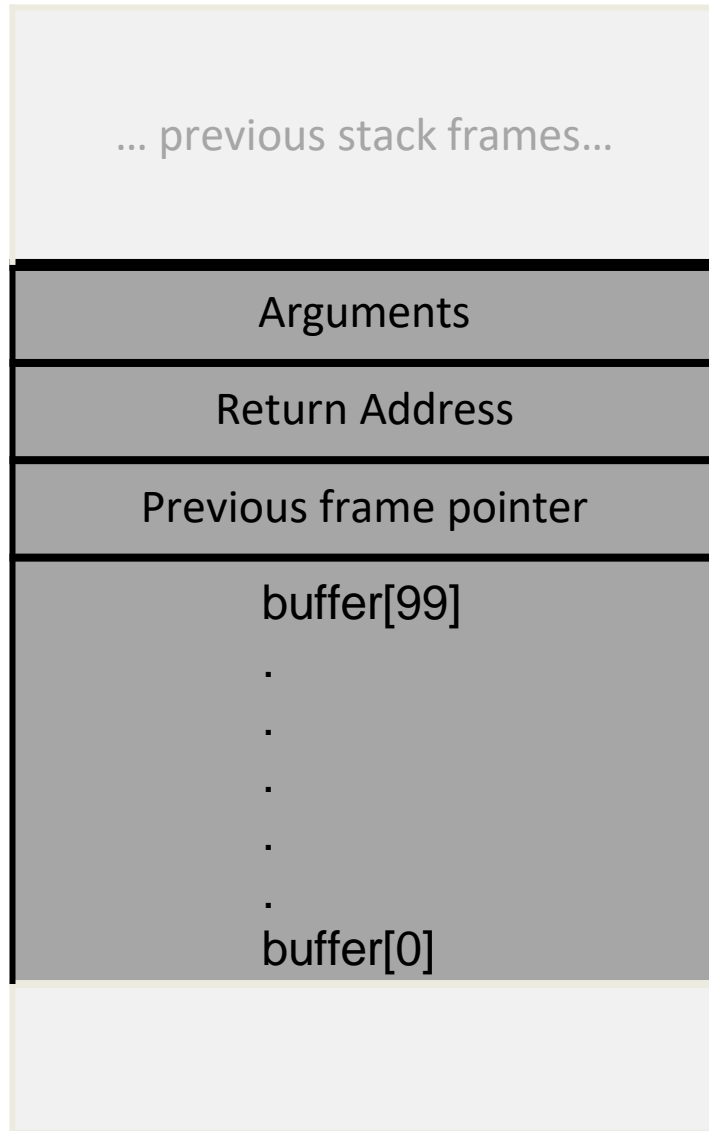 … previous stack frames…
Arguments
Return Address
Previous frame pointer
buffer[99]
.
.
.
.
.
buffer[0]